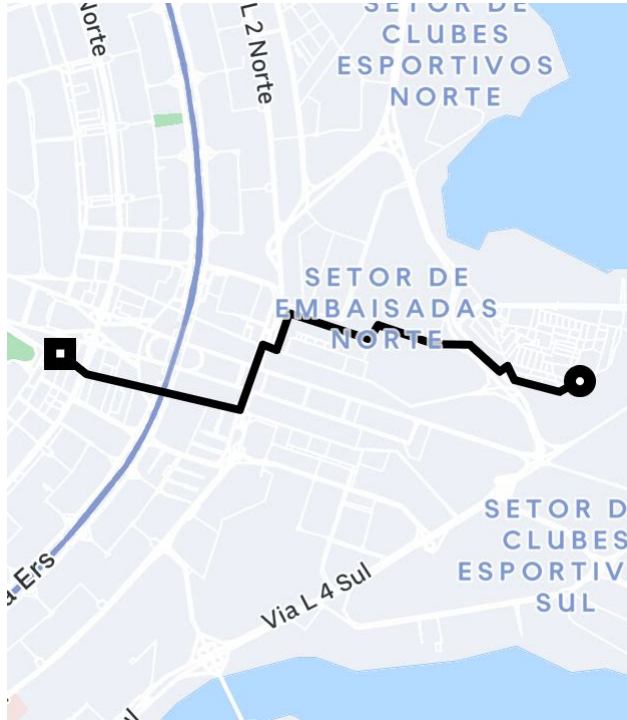 Norte
L 2 Norte
SETOR DE
CLUBES
ESPORTIVOS
NORTE
SETOR DE
EMBAISADAS
NORTE
a Ers
Via L 4 Sul
SETOR D
CLUBES
ESPORTIV
SUL